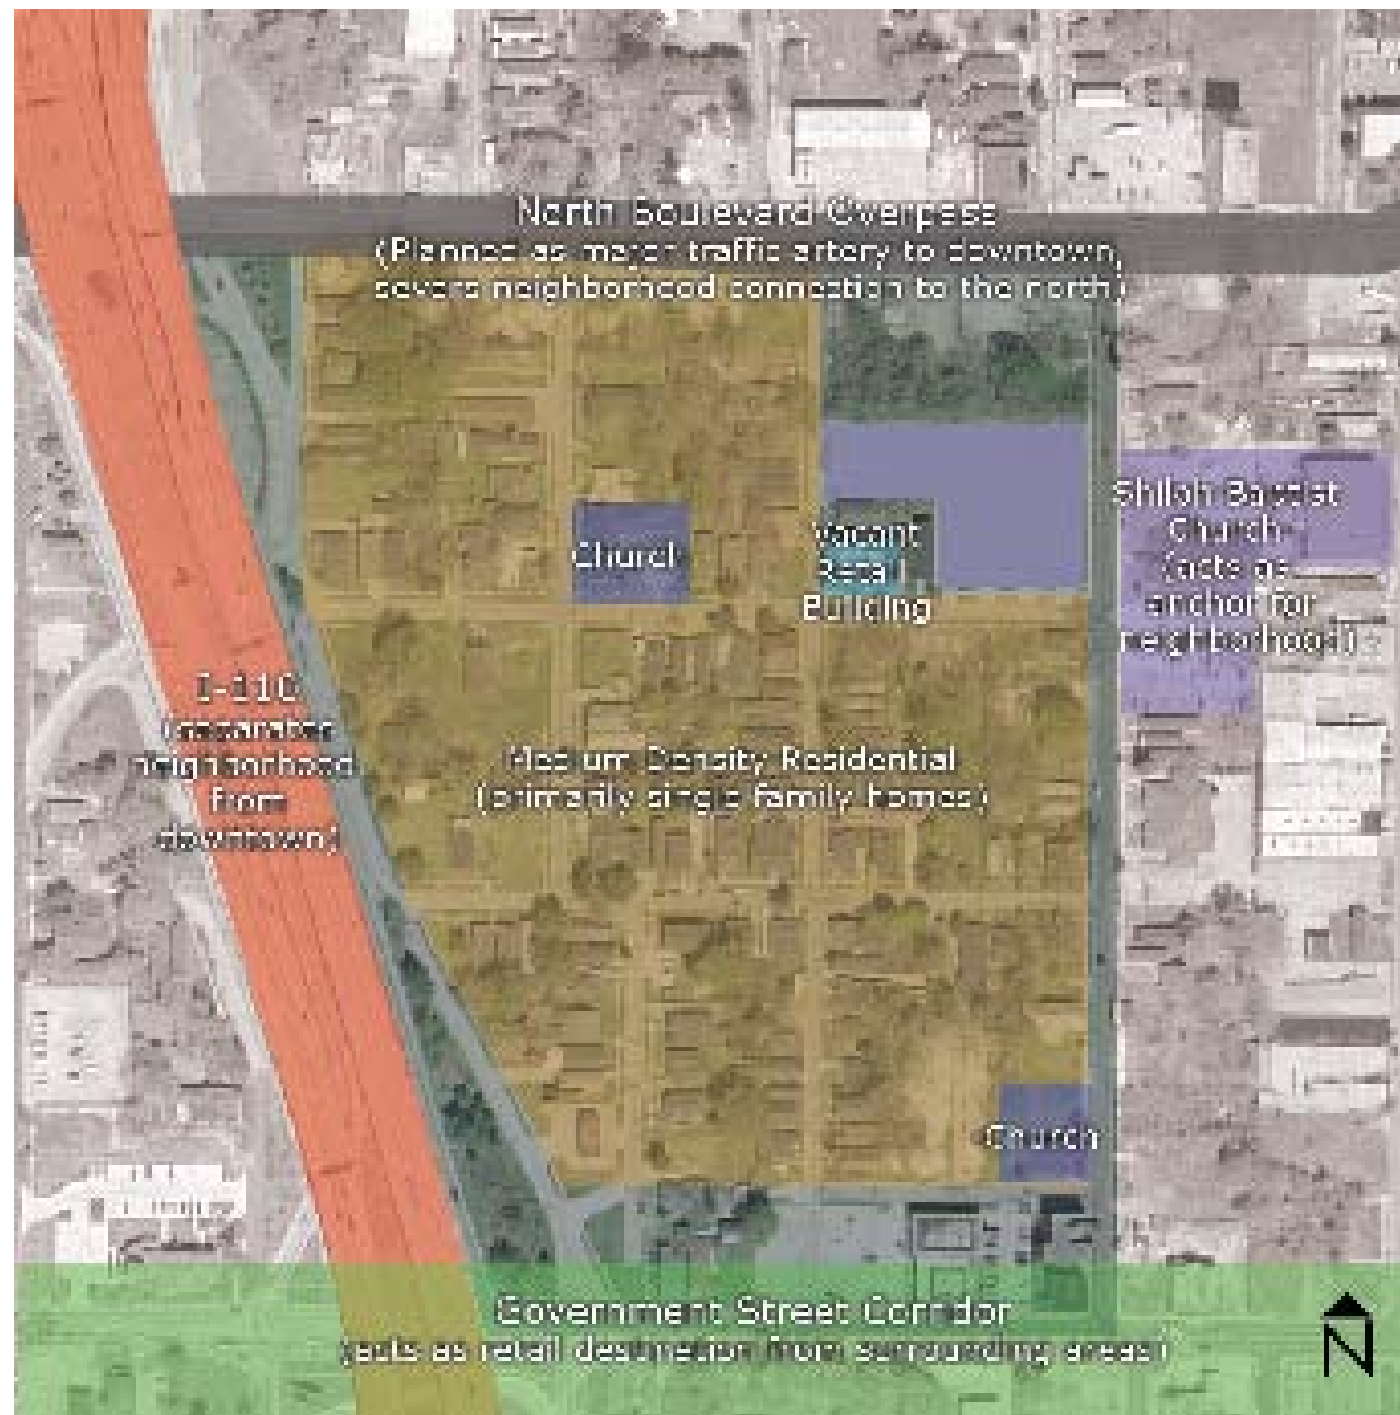 North Boulevard Overpass
(Planned as major traffic artery to downtown,
severs neighborhood connection to the north)
Shiloh Baptist
Church
(acts as
anchor for
neighborhood)
Church
Vacant
Retail
Building
I-110
(separates
neighborhood
from
downtown)
Medium Density Residential
(primarily single family homes)
Church
Government Street Corridor
(acts as retail destination from surrounding areas)
N